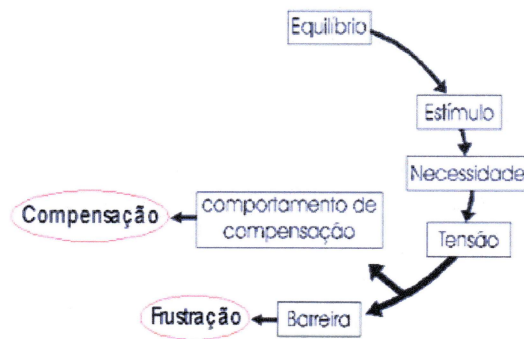 Equilíbrio
Estímulo
Necessidade
Tensão
comportamento de
compensação
Compensação
Barreira
Frustração